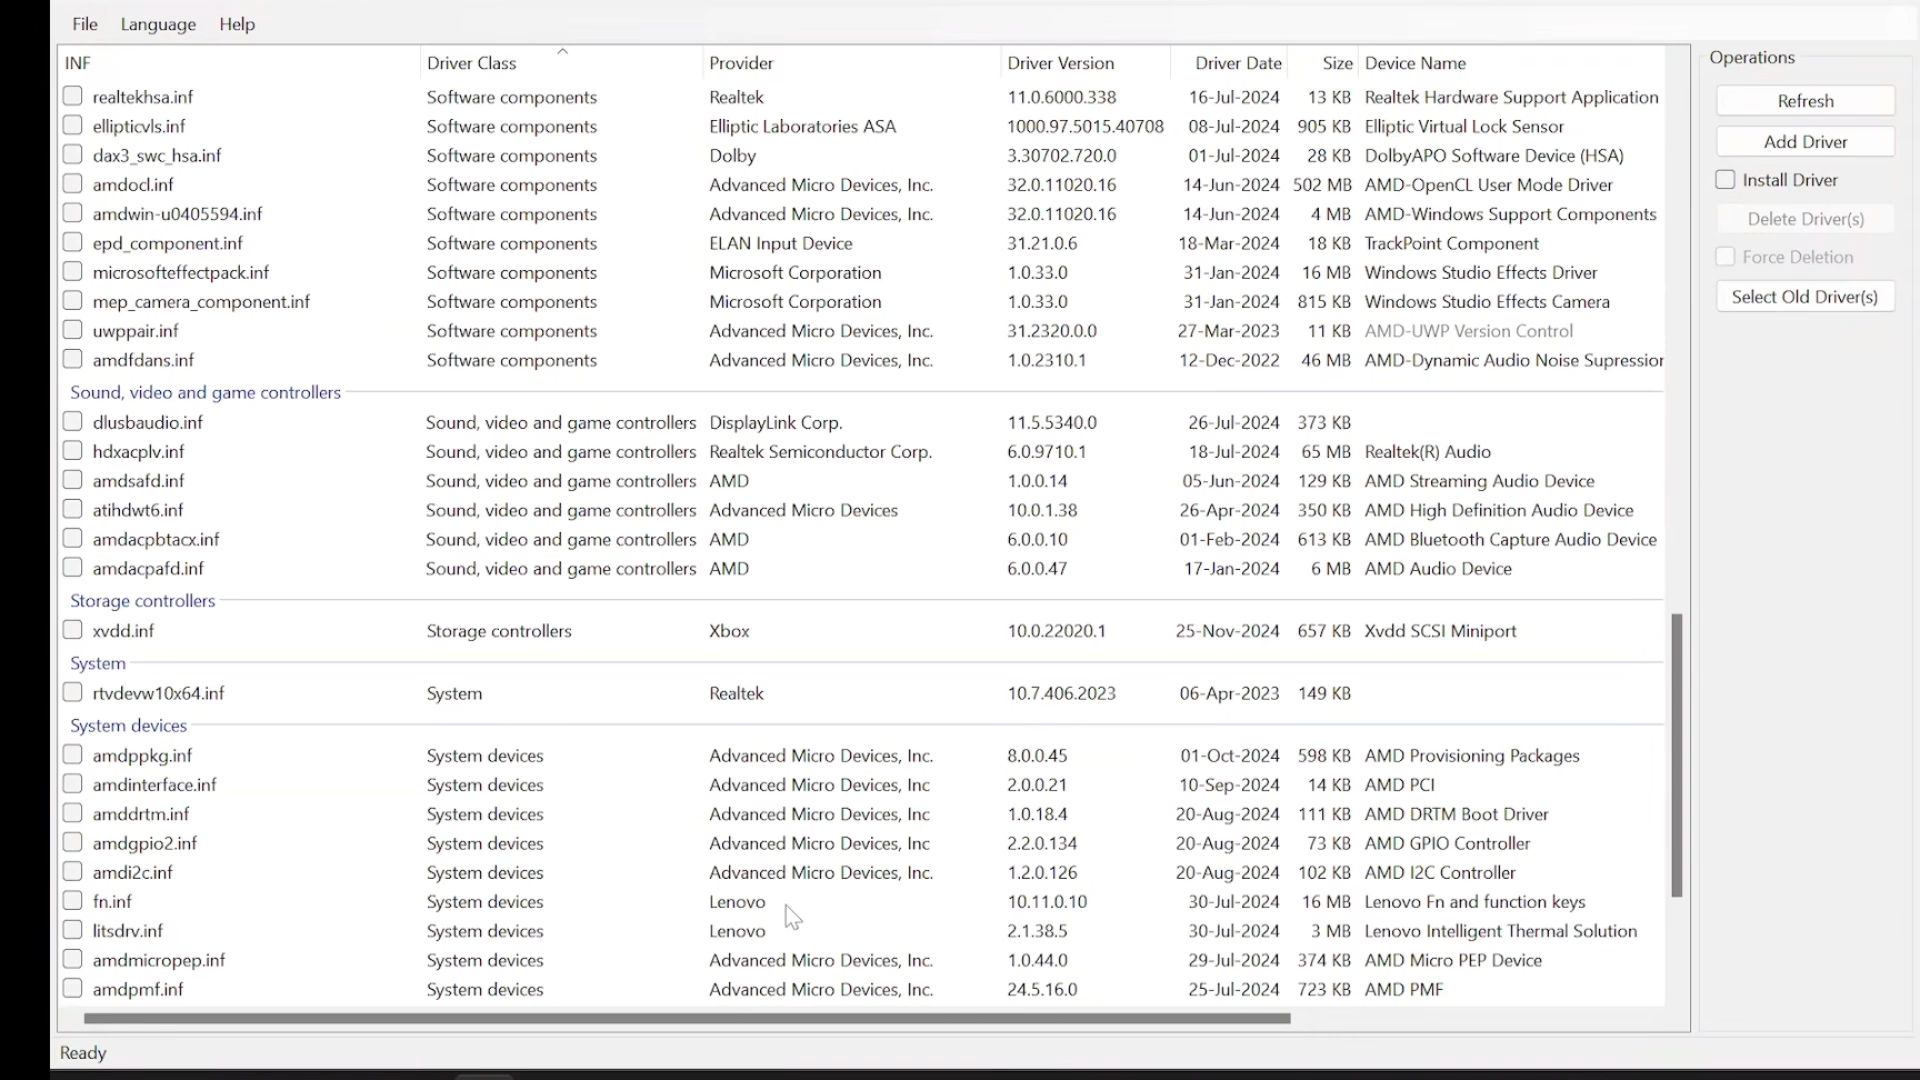 File Language Help
INF Driver Class Provider Driver Version Driver Date Size Device Name
realtekhsa.inf Software components Realtek 11.0.6000.338 16-Jul-2024 13 KB Realtek Hardware Support Application
ellipticvls.inf Software components Elliptic Laboratories ASA 1000.97.5015.40708 08-Jul-2024 905 KB Elliptic Virtual Lock Sensor
dax3_swc_hsa.inf Software components Dolby 3.30702.720.0 01-Jul-2024 28 KB DolbyAPO Software Device (HSA)
amdocl.inf Software components Advanced Micro Devices, Inc. 32.0.11020.16 14-Jun-2024 502 MB AMD-OpenCL User Mode Driver
amdwin-u0405594.inf Software components Advanced Micro Devices, Inc. 32.0.11020.16 14-Jun-2024 4 MB AMD-Windows Support Components
epd_component.inf Software components ELAN Input Device 31.21.0.6 18-Mar-2024 18 KB TrackPoint Component
microsofteffectpack.inf Software components Microsoft Corporation 1.0.33.0 31-Jan-2024 16 MB Windows Studio Effects Driver
mep_camera_component.inf Software components Microsoft Corporation 1.0.33.0 31-Jan-2024 815 KB Windows Studio Effects Camera
uwppair.inf Software components Advanced Micro Devices, Inc. 31.2320.0.0 27-Mar-2023 11 KB AMD-UWP Version Control
amdfdans.inf Software components Advanced Micro Devices, Inc. 1.0.2310.1 12-Dec-2022 46 MB AMD-Dynamic Audio Noise Supression
Sound, video and game controllers
dlusbaudio.inf Sound, video and game controllers DisplayLink Corp. 11.5.5340.0 26-Jul-2024 373 KB
hdxacplv.inf Sound, video and game controllers Realtek Semiconductor Corp. 6.0.9710.1 18-Jul-2024 65 MB Realtek(R) Audio
amdsafd.inf Sound, video and game controllers AMD 1.0.0.14 05-Jun-2024 129 KB AMD Streaming Audio Device
atihdwt6.inf Sound, video and game controllers Advanced Micro Devices 10.0.1.38 26-Apr-2024 350 KB AMD High Definition Audio Device
amdacpbtacx.inf Sound, video and game controllers AMD 6.0.0.10 01-Feb-2024 613 KB AMD Bluetooth Capture Audio Device
amdacpafd.inf Sound, video and game controllers AMD 6.0.0.47 17-Jan-2024 6 MB AMD Audio Device
Storage controllers
xvdd.inf Storage controllers Xbox 10.0.22020.1 25-Nov-2024 657 KB Xvdd SCSI Miniport
System
rtvdevw10x64.inf System Realtek 10.7.406.2023 06-Apr-2023 149 KB
System devices
amdppkg.inf System devices Advanced Micro Devices, Inc. 8.0.0.45 01-Oct-2024 598 KB AMD Provisioning Packages
amdinterface.inf System devices Advanced Micro Devices, Inc 2.0.0.21 10-Sep-2024 14 KB AMD PCI
amddrtm.inf System devices Advanced Micro Devices, Inc 1.0.18.4 20-Aug-2024 111 KB AMD DRTM Boot Driver
amdgpio2.inf System devices Advanced Micro Devices, Inc 2.2.0.134 20-Aug-2024 73 KB AMD GPIO Controller
amdi2c.inf System devices Advanced Micro Devices, Inc. 1.2.0.126 20-Aug-2024 102 KB AMD I2C Controller
fn.inf System devices Lenovo 10.11.0.10 30-Jul-2024 16 MB Lenovo Fn and function keys
litsdrv.inf System devices Lenovo 2.1.38.5 30-Jul-2024 3 MB Lenovo Intelligent Thermal Solution
amdmicropep.inf System devices Advanced Micro Devices, Inc. 1.0.44.0 29-Jul-2024 374 KB AMD Micro PEP Device
amdpmf.inf System devices Advanced Micro Devices, Inc. 24.5.16.0 25-Jul-2024 723 KB AMD PMF
Operations
Refresh
Add Driver
Install Driver
Delete Driver(s)
Force Deletion
Select Old Driver(s)
Ready